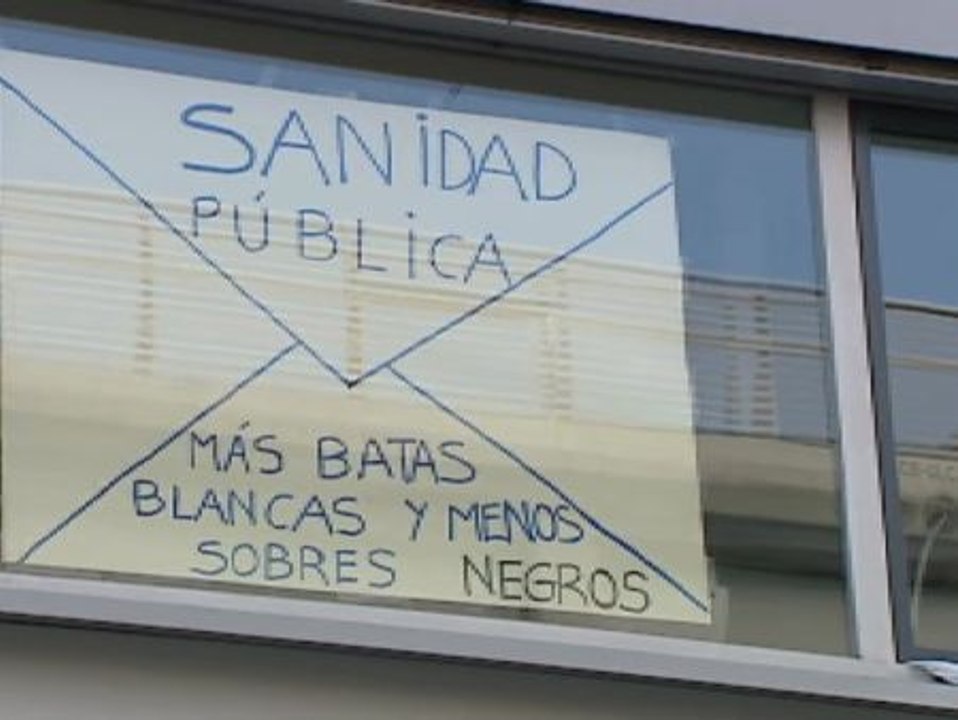 SANIDAD
PÚBLICA
MÁS BATAS
BLANCAS Y MENOS
SOBRES NEGROS